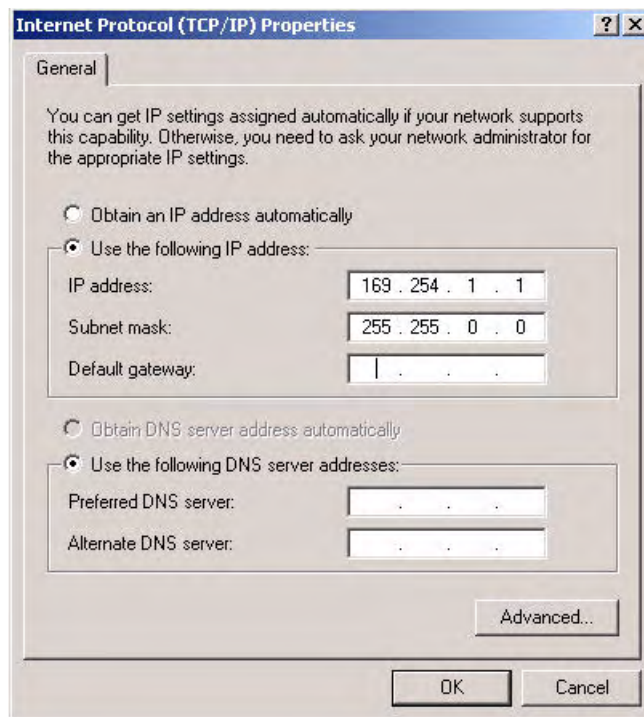 Internet Protocol (TCP/IP) Properties
General
You can get IP settings assigned automatically if your network supports
this capability. Otherwise, you need to ask your network administrator for
the appropriate IP settings.
Obtain an IP address automatically
Use the following IP address:
IP address: 169 . 254 . 1 . 1
Subnet mask: 255 . 255 . 0 . 0
Default gateway: . . .
Obtain DNS server address automatically
Use the following DNS server addresses:
Preferred DNS server: . . .
Alternate DNS server: . . .
Advanced...
OK Cancel